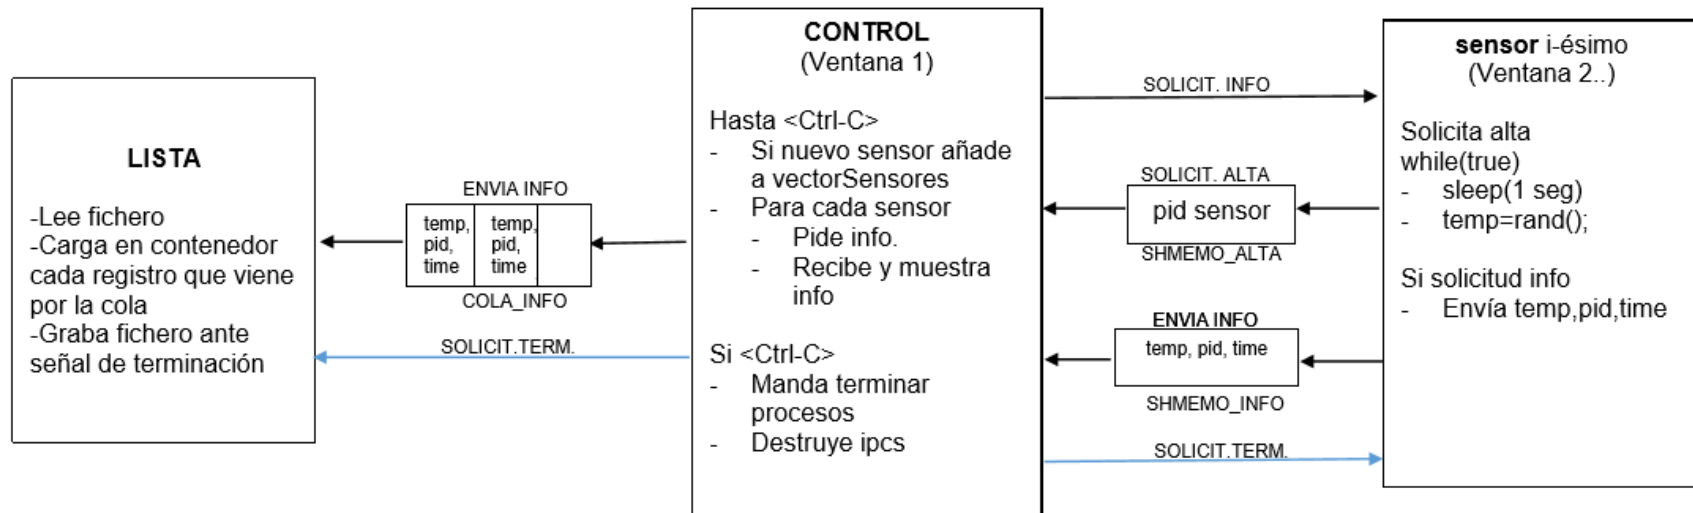 LISTA
-Lee fichero
-Carga en contenedor
cada registro que viene
por la cola
-Graba fichero ante
señal de terminación
ENVIA INFO
temp,
pid,
time
temp,
pid,
time
COLA_INFO
SOLICIT.TERM.
CONTROL
(Ventana 1)
Hasta <Ctrl-C>
- Si nuevo sensor añade
a vectorSensores
- Para cada sensor
- Pide info.
- Recibe y muestra
info
Si <Ctrl-C>
- Manda terminar
procesos
- Destruye ipcs
SOLICIT. INFO
SOLICIT. ALTA
pid sensor
SHMEMO_ALTA
ENVIA INFO
temp, pid, time
SHMEMO_INFO
SOLICIT.TERM.
sensor i-ésimo
(Ventana 2..)
Solicita alta
while(true)
- sleep(1 seg)
- temp=rand();
Si solicitud info
- Envía temp,pid,time